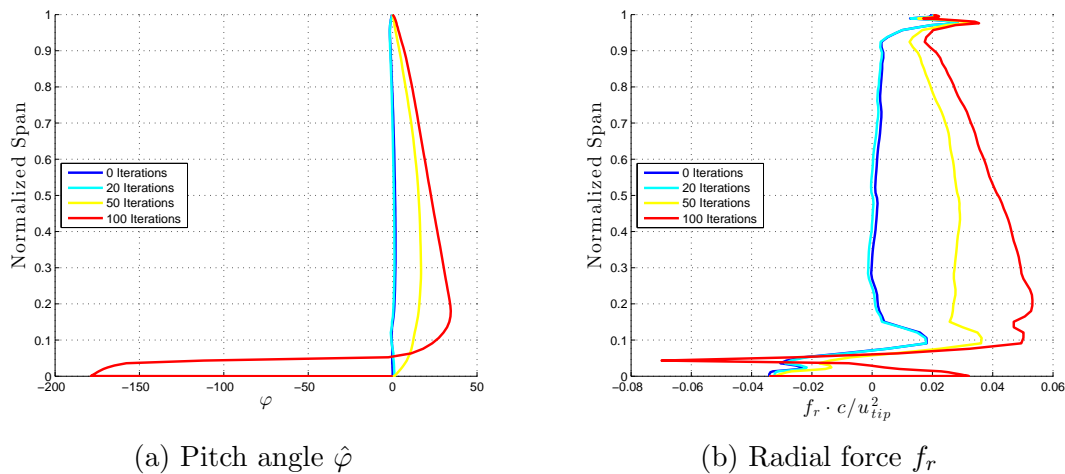 1
0.9
0.8
0.7
0.6
0.5
0.4
0.3
0.2
0.1
0
Normalized Span
0 Iterations
20 Iterations
50 Iterations
100 Iterations
−200 −150 −100 −50 0 50
φ
(a) Pitch angle φ̂
1
0.9
0.8
0.7
0.6
0.5
0.4
0.3
0.2
0.1
0
Normalized Span
0 Iterations
20 Iterations
50 Iterations
100 Iterations
−0.08 −0.06 −0.04 −0.02 0 0.02 0.04 0.06
f_r · c/u²_tip
(b) Radial force f_r